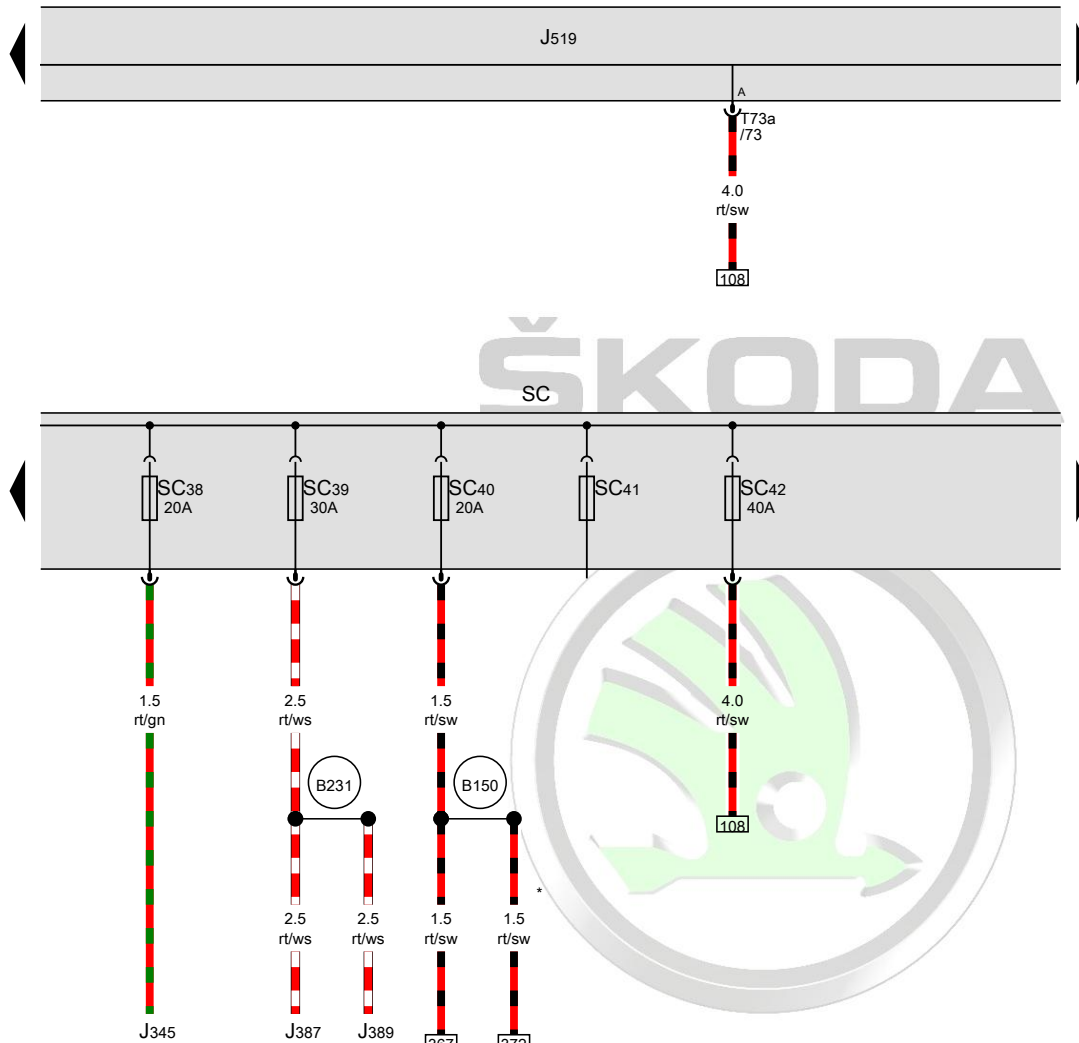 J519
A
T73a
/73
4.0
rt/sw
108
ŠKODA
SC
SC38
20A
SC39
30A
SC40
20A
SC41
SC42
40A
1.5
rt/gn
2.5
rt/ws
1.5
rt/sw
4.0
rt/sw
B231
B150
108
*
2.5
rt/ws
2.5
rt/ws
1.5
rt/sw
1.5
rt/sw
J345
J387
J389
367
372